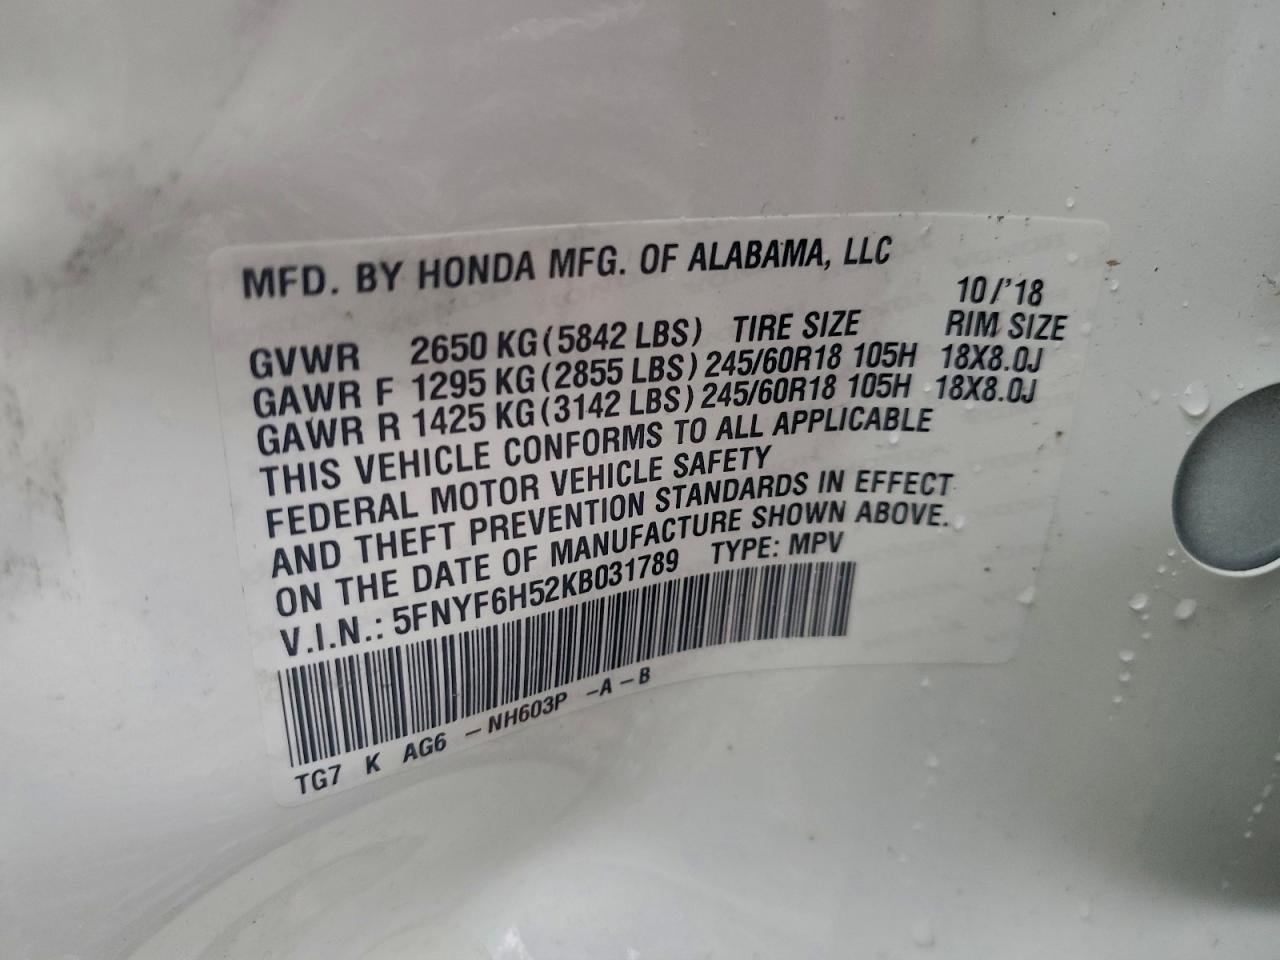 MFD. BY HONDA MFG. OF ALABAMA, LLC
10/'18
GVWR 2650 KG(5842 LBS) TIRE SIZE RIM SIZE
GAWR F 1295 KG(2855 LBS) 245/60R18 105H 18X8.0J
GAWR R 1425 KG(3142 LBS) 245/60R18 105H 18X8.0J
THIS VEHICLE CONFORMS TO ALL APPLICABLE
FEDERAL MOTOR VEHICLE SAFETY
AND THEFT PREVENTION STANDARDS IN EFFECT
ON THE DATE OF MANUFACTURE SHOWN ABOVE.
V.I.N.: 5FNYF6H52KB031789 TYPE: MPV
TG7 K AG6 -NH603P -A-B